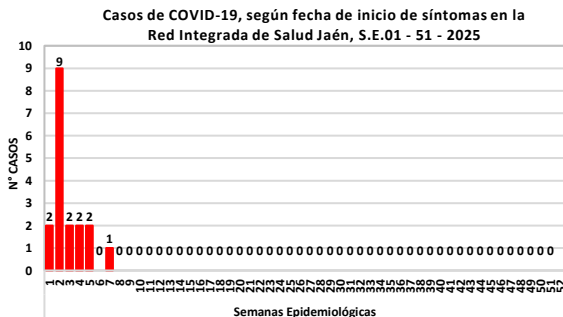 Casos de COVID-19, según fecha de inicio de síntomas en la
Red Integrada de Salud Jaén, S.E.01 - 51 - 2025
N° CASOS
10
9
8
7
6
5
4
3
2
1
0
2 9 2 2 2 0 1 0 0 0 0 0 0 0 0 0 0 0 0 0 0 0 0 0 0 0 0 0 0 0 0 0 0 0 0 0 0 0 0 0 0 0 0 0 0 0 0 0 0 0 0
1 2 3 4 5 6 7 8 9 10 11 12 13 14 15 16 17 18 19 20 21 22 23 24 25 26 27 28 29 30 31 32 33 34 35 36 37 38 39 40 41 42 43 44 45 46 47 48 49 50 51 52
Semanas Epidemiológicas